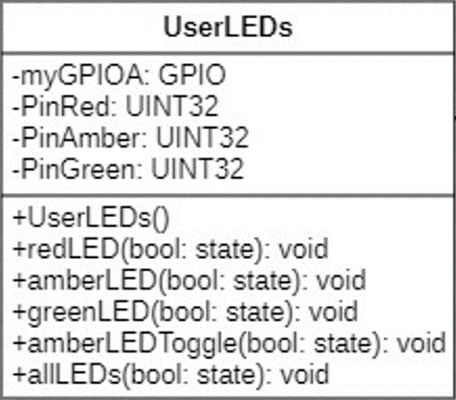 UserLEDs
-myGPIOA: GPIO
-PinRed: UINT32
-PinAmber: UINT32
-PinGreen: UINT32
+UserLEDs()
+redLED(bool: state): void
+amberLED(bool: state): void
+greenLED(bool: state): void
+amberLEDToggle(bool: state): void
+allLEDs(bool: state): void